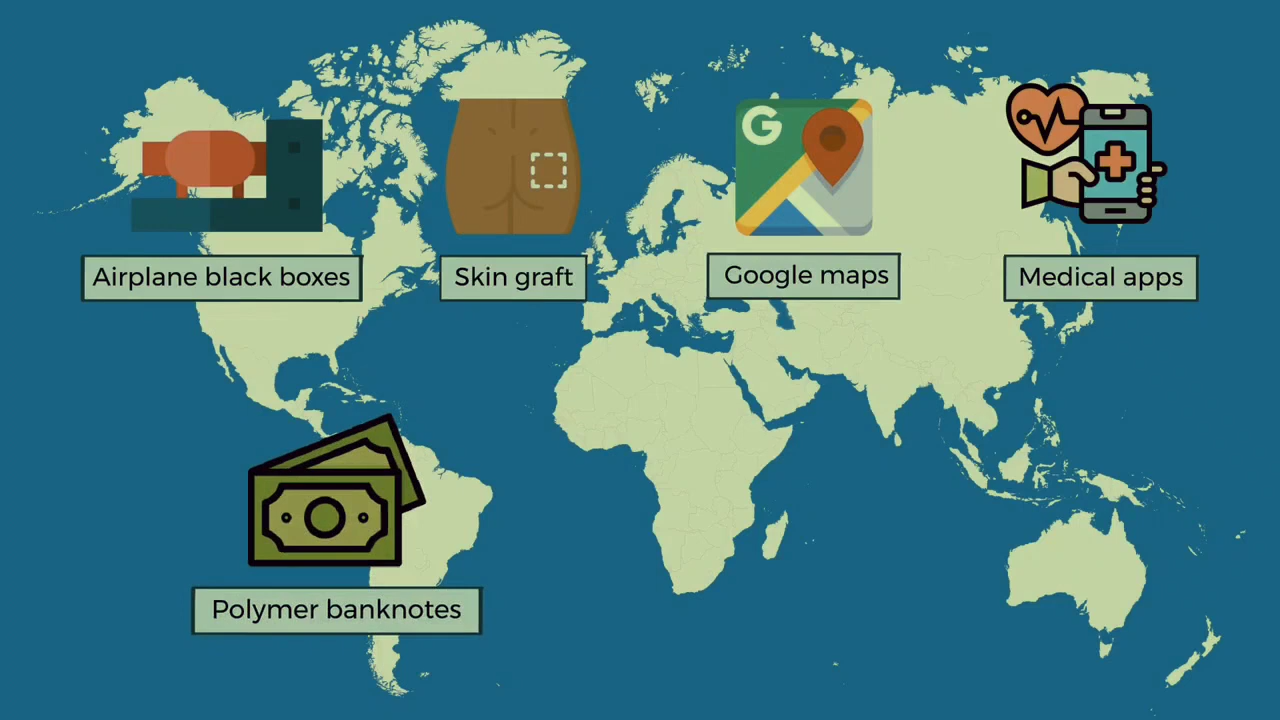 G
Airplane black boxes
Skin graft
Google maps
Medical apps
Polymer banknotes